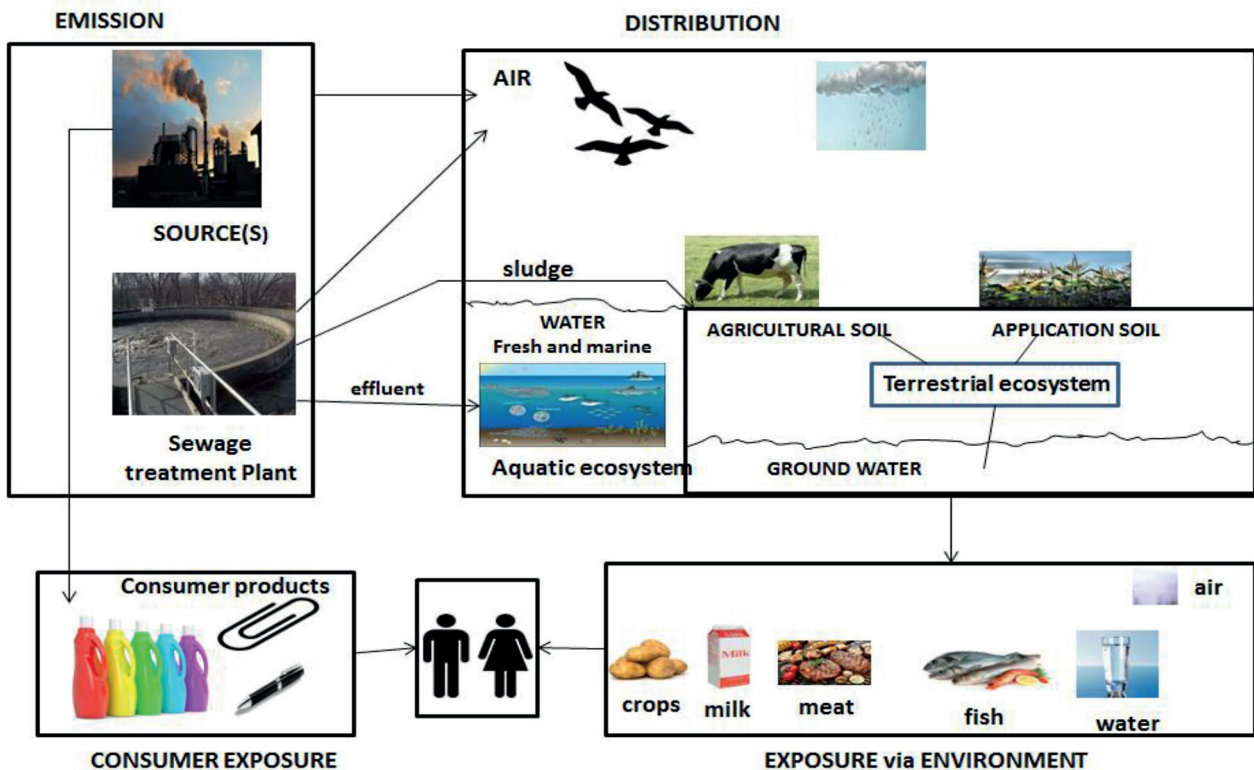 EMISSION
DISTRIBUTION
AIR
SOURCE(S)
sludge
WATER
Fresh and marine
AGRICULTURAL SOIL
APPLICATION SOIL
Terrestrial ecosystem
effluent
Sewage
treatment Plant
Aquatic ecosystem
GROUND WATER
Consumer products
air
Milk
crops
milk
meat
fish
water
CONSUMER EXPOSURE
EXPOSURE via ENVIRONMENT